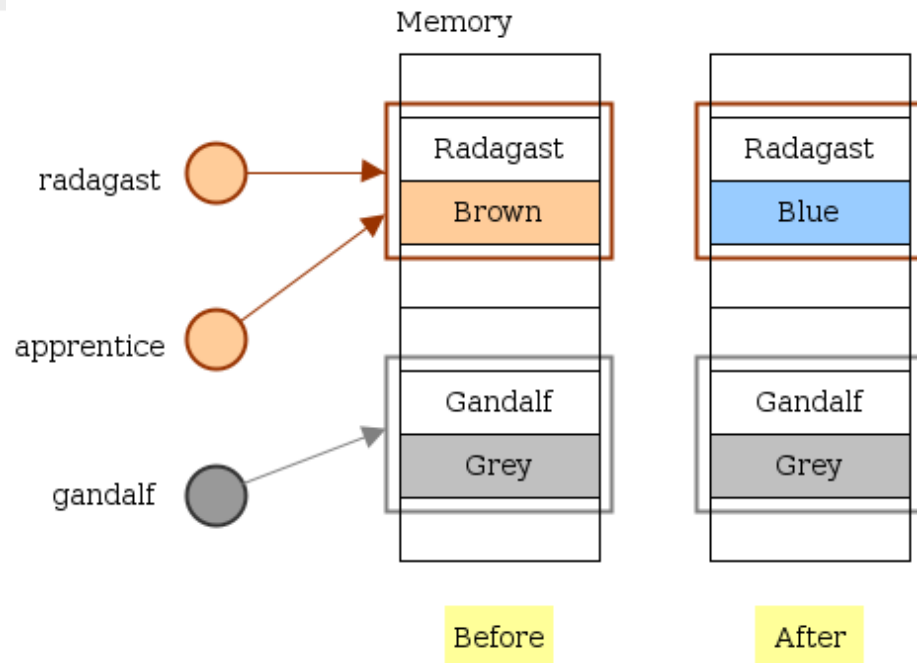 Memory
radagast
apprentice
gandalf
Radagast
Brown
Gandalf
Grey
Radagast
Blue
Gandalf
Grey
Before
After